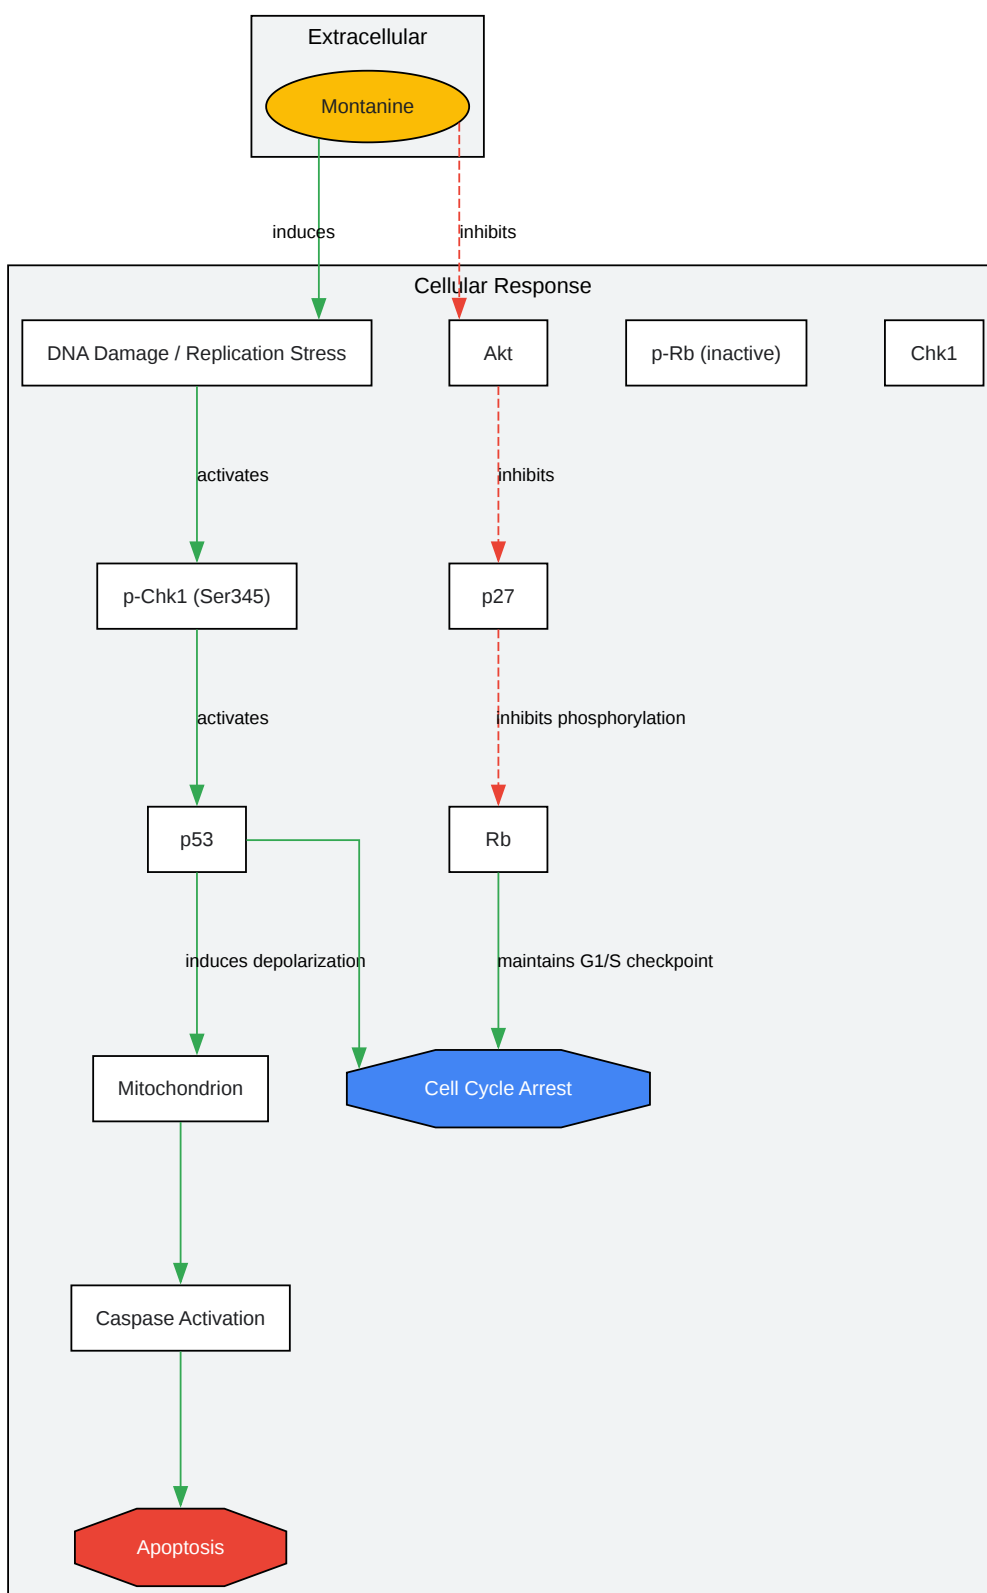 Extracellular
Montanine
induces
inhibits
Cellular Response
DNA Damage / Replication Stress
Akt
p-Rb (inactive)
Chk1
activates
inhibits
p-Chk1 (Ser345)
p27
activates
inhibits phosphorylation
p53
Rb
induces depolarization
maintains G1/S checkpoint
Mitochondrion
Cell Cycle Arrest
Caspase Activation
Apoptosis